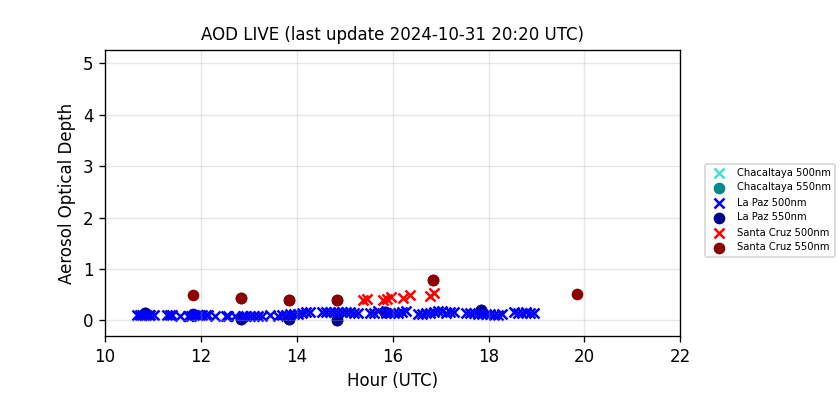 AOD LIVE (last update 2024-10-31 20:20 UTC)
Aerosol Optical Depth
5
4
3
2
1
0
10 12 14 16 18 20 22
Hour (UTC)
Chacaltaya 500nm
Chacaltaya 550nm
La Paz 500nm
La Paz 550nm
Santa Cruz 500nm
Santa Cruz 550nm